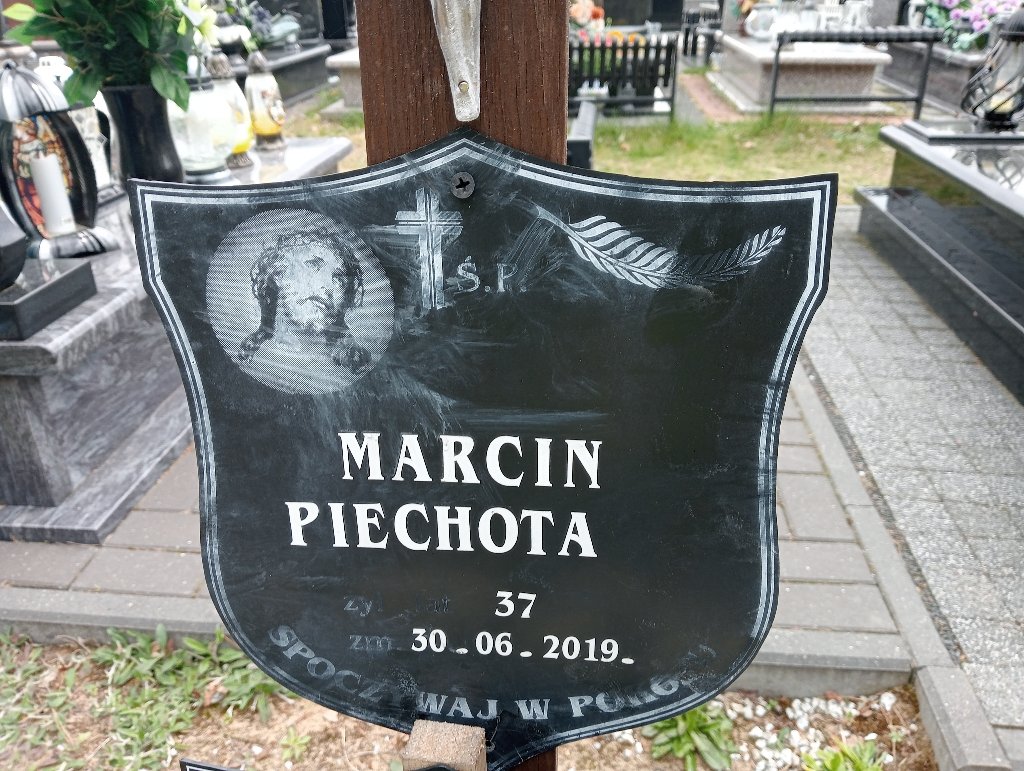 Ś.P.
MARCIN
PIECHOTA
żył lat 37
zm. 30-06-2019-
SPOCZYWAJ W POKOJU